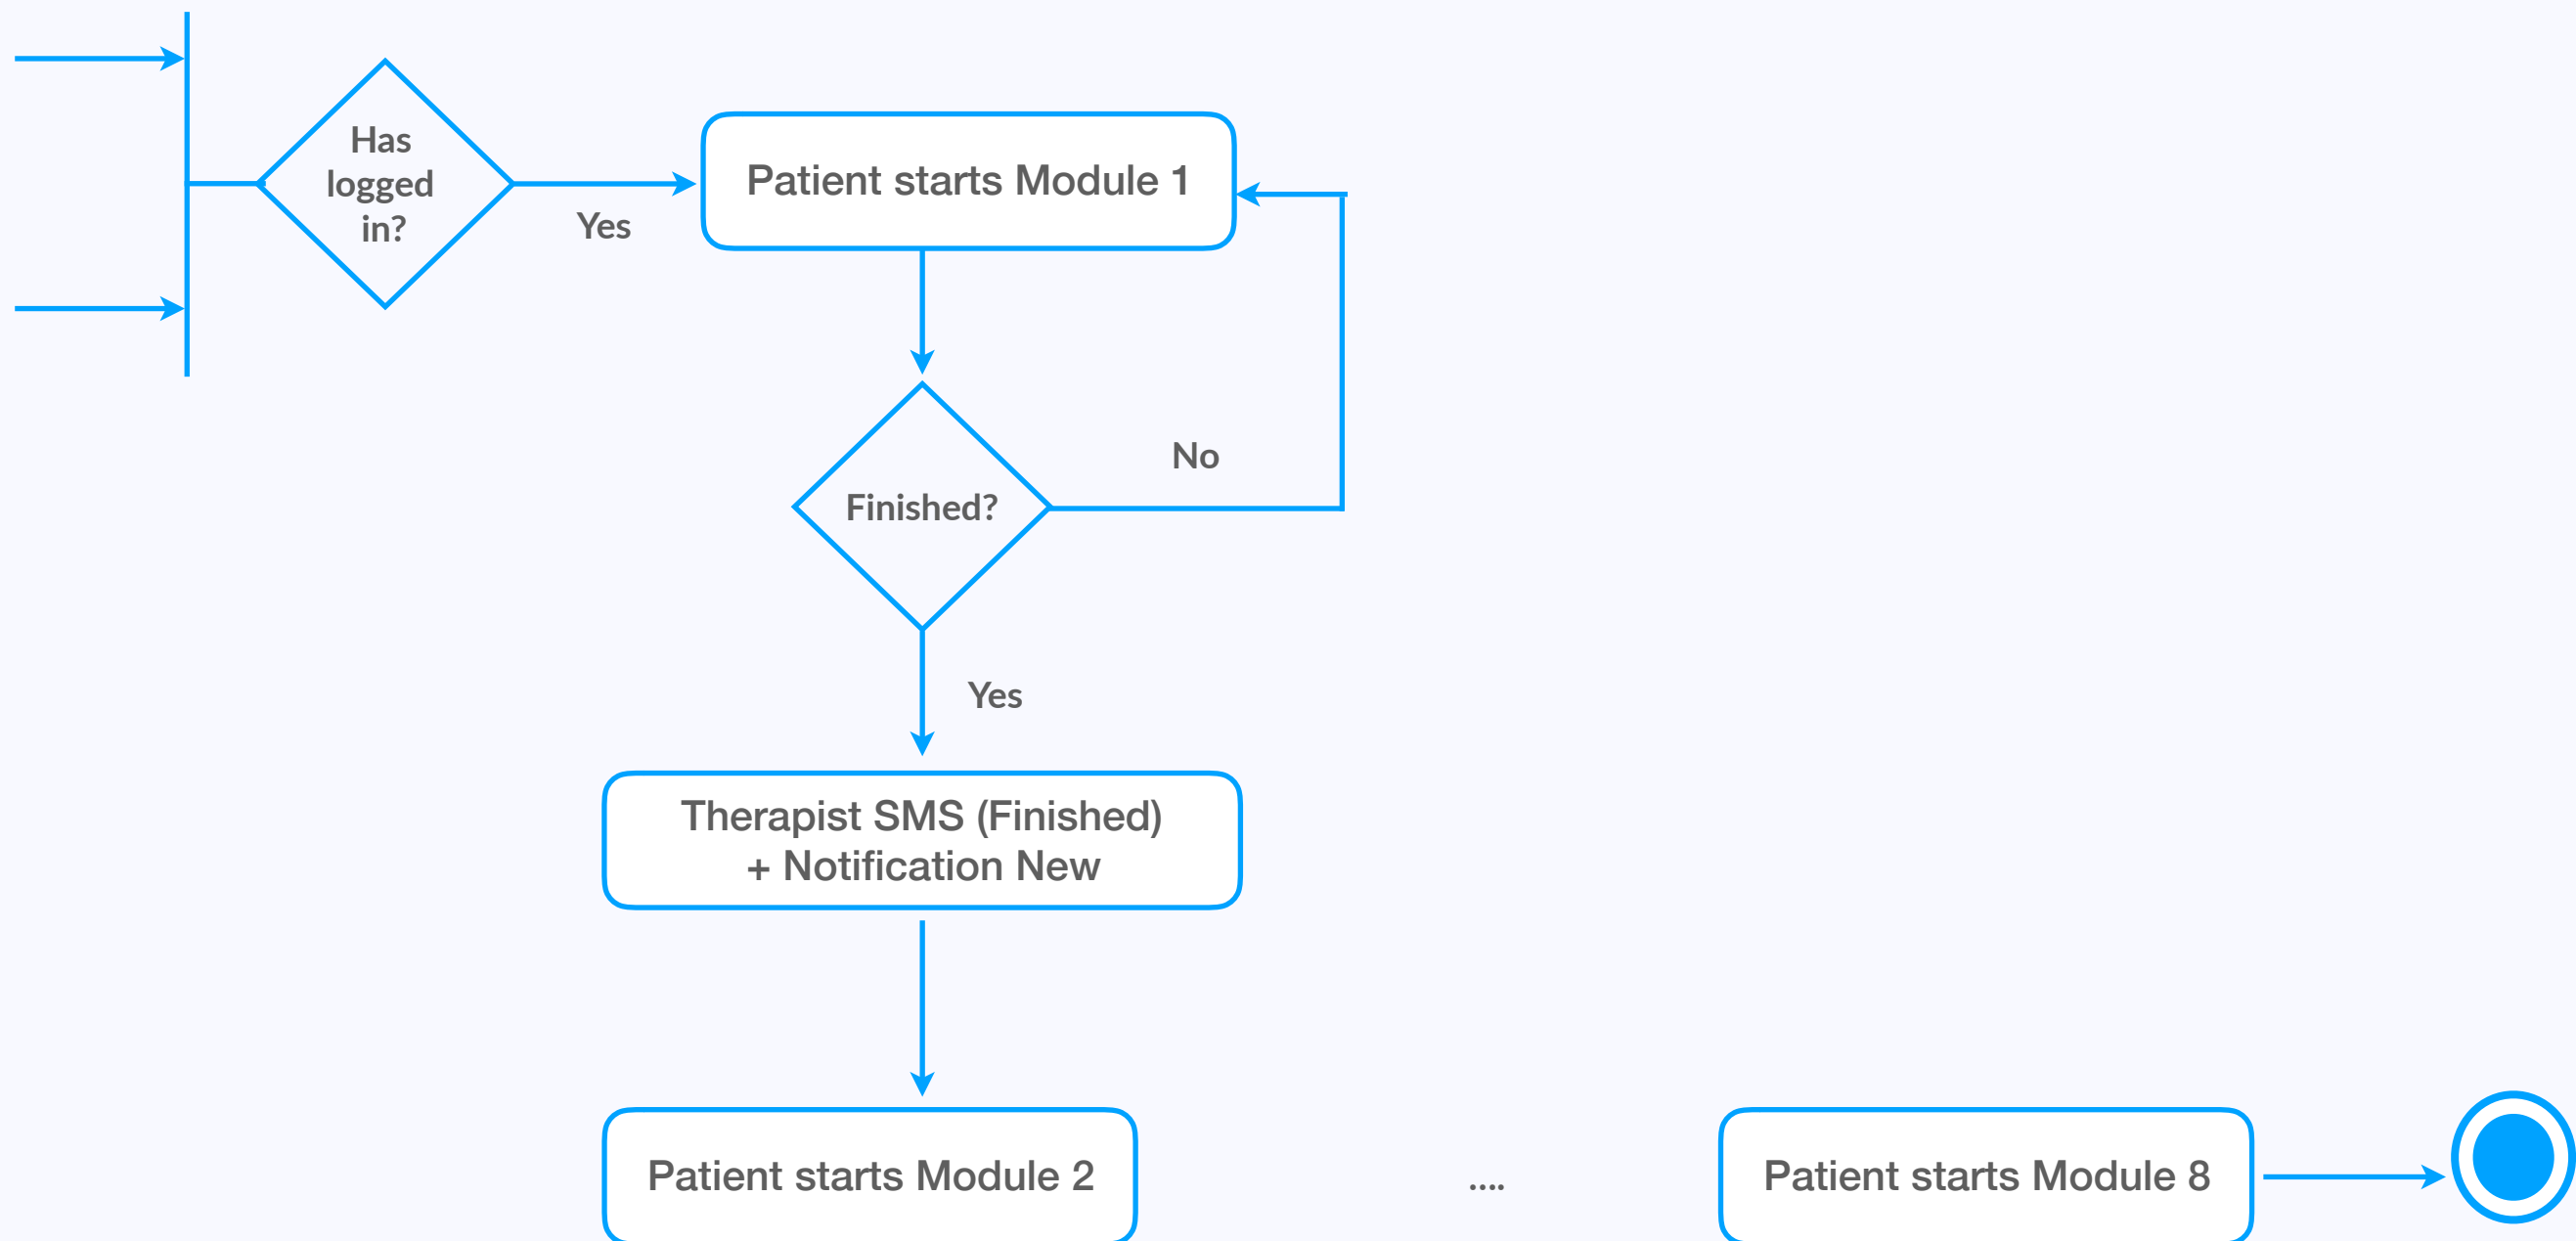 Has
logged
in?
Yes
Patient starts Module 1
No
Finished?
Yes
Therapist SMS (Finished)
+ Notification New
Patient starts Module 2
....
Patient starts Module 8